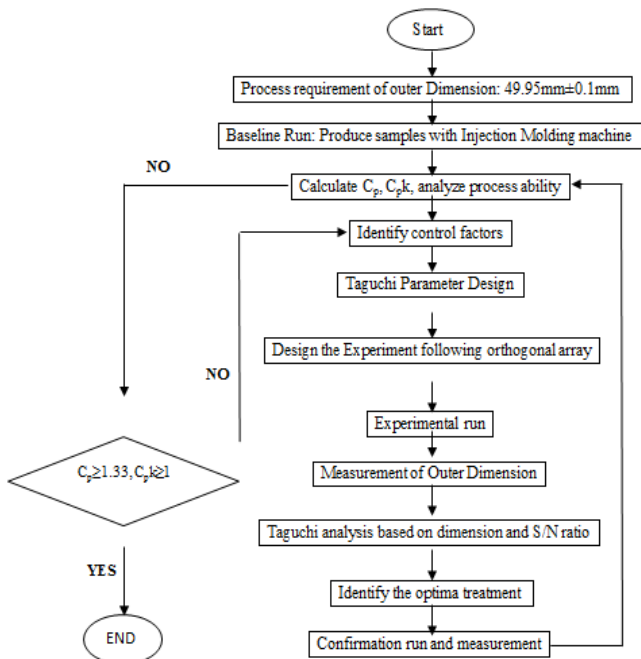 Start
Process requirement of outer Dimension: 49.95mm±0.1mm
Baseline Run: Produce samples with Injection Molding machine
NO
Calculate Cp, Cpk, analyze process ability
Identify control factors
Taguchi Parameter Design
Design the Experiment following orthogonal array
NO
Experimental run
Cp≥1.33, Cpk≥1
Measurement of Outer Dimension
Taguchi analysis based on dimension and S/N ratio
YES
Identify the optima treatment
END
Confirmation run and measurement